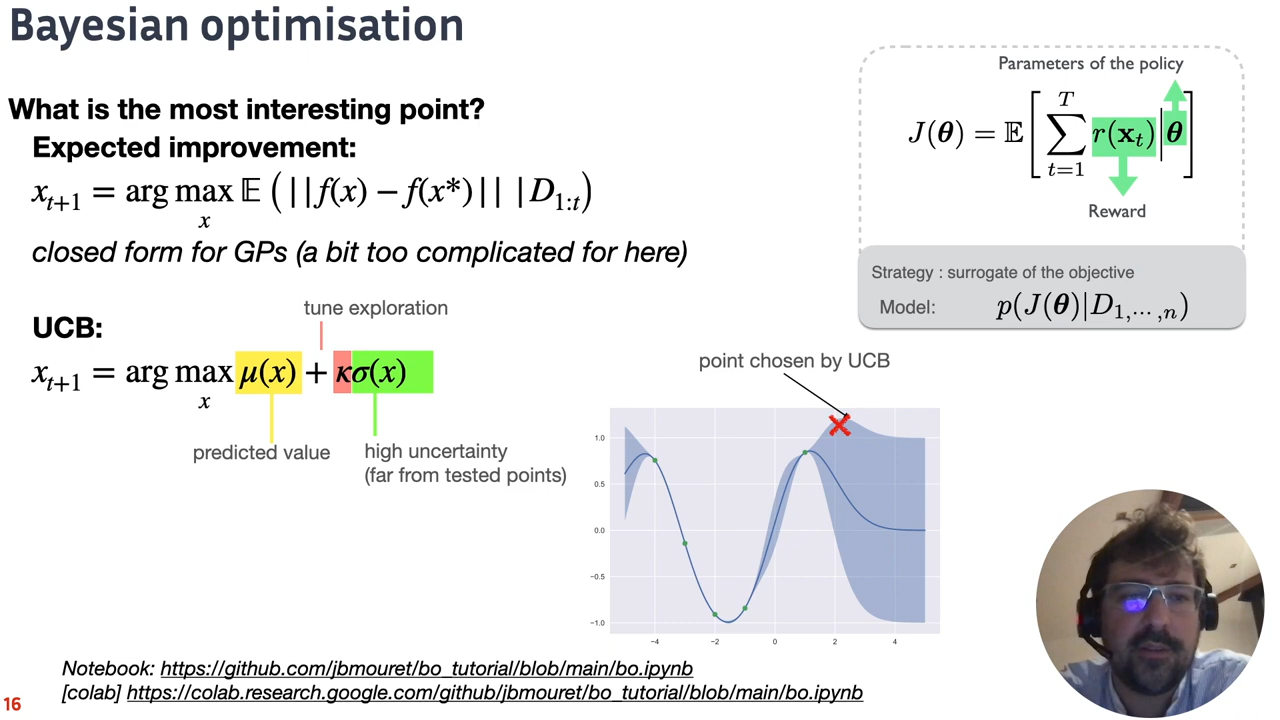 Bayesian optimisation
What is the most interesting point?
Expected improvement:
x_{t+1} = arg max_x 𝔼 (||f(x) − f(x*)|| |D_{1:t})
closed form for GPs (a bit too complicated for here)
tune exploration
UCB:
x_{t+1} = arg max_x μ(x) + κσ(x)
predicted value
high uncertainty
(far from tested points)
Parameters of the policy
J(θ) = 𝔼[∑_{t=1}^{T} r(x_t)|θ]
Reward
Strategy : surrogate of the objective
Model: p(J(θ)|D_{1,⋯,n})
point chosen by UCB
1.0
0.5
0.0
−0.5
−1.0
−4 −2 0 2 4
Notebook: https://github.com/jbmouret/bo_tutorial/blob/main/bo.ipynb
[colab] https://colab.research.google.com/github/jbmouret/bo_tutorial/blob/main/bo.ipynb
16